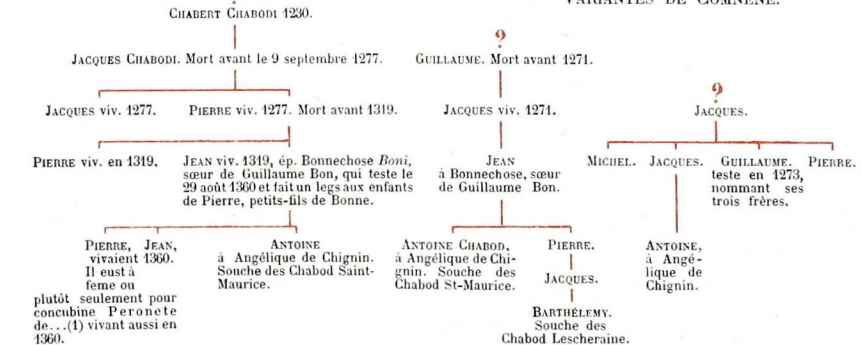 VARIANTES DE COMNÈNE.
CHABERT CHABODI 1230.
JACQUES CHABODI. Mort avant le 9 septembre 1277.
?
GUILLAUME. Mort avant 1271.
JACQUES viv. 1277.
PIERRE viv. 1277. Mort avant 1319.
JACQUES viv. 1271.
?
JACQUES.
PIERRE viv. en 1319.
JEAN viv. 1319, ép. Bonnechose Boni,
sœur de Guillaume Bon, qui teste le
29 août 1360 et fait un legs aux enfants
de Pierre, petits-fils de Bonne.
JEAN
à Bonnechose, sœur
de Guillaume Bon.
MICHEL.
JACQUES.
GUILLAUME.
teste en 1273,
nommant ses
trois frères.
PIERRE.
PIERRE, JEAN,
vivaient 1360.
Il eust à
feme ou
plutôt seulement pour
concubine Peronete
de...(1) vivant aussi en
1360.
ANTOINE
à Angélique de Chignin.
Souche des Chabod Saint-
Maurice.
ANTOINE CHABOD,
à Angélique de Chi-
gnin. Souche des
Chabod St-Maurice.
PIERRE.
JACQUES.
BARTHÉLEMY.
Souche des
Chabod Lescheraine.
ANTOINE,
à Angé-
lique de
Chignin.